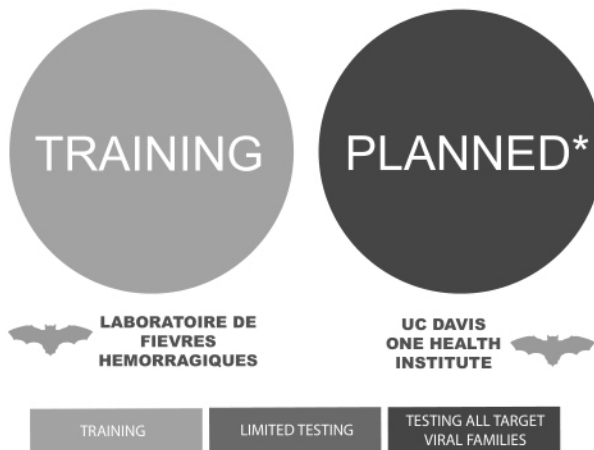 TRAINING
PLANNED*
LABORATOIRE DE
FIEVRES
HEMORRAGIQUES
UC DAVIS
ONE HEALTH
INSTITUTE
TRAINING
LIMITED TESTING
TESTING ALL TARGET
VIRAL FAMILIES